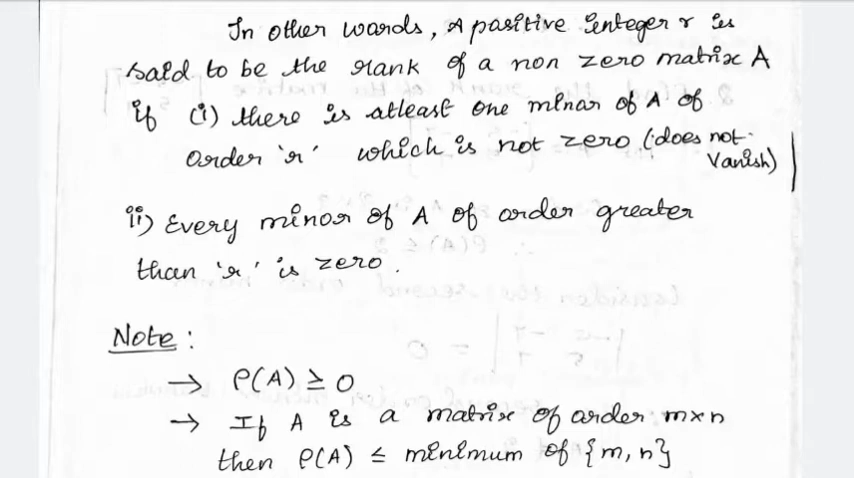 In other words, A positive integer r is
said to be the rank of a non zero matrix A
if (i) there is atleast one minor of A of
order 'r' which is not zero (does not
Vanish)
ii) Every minor of A of order greater
than 'r' is zero.
Note :
→ ρ(A) ≥ 0
→ If A is a matrix of order m×n
then ρ(A) ≤ minimum of {m, n}